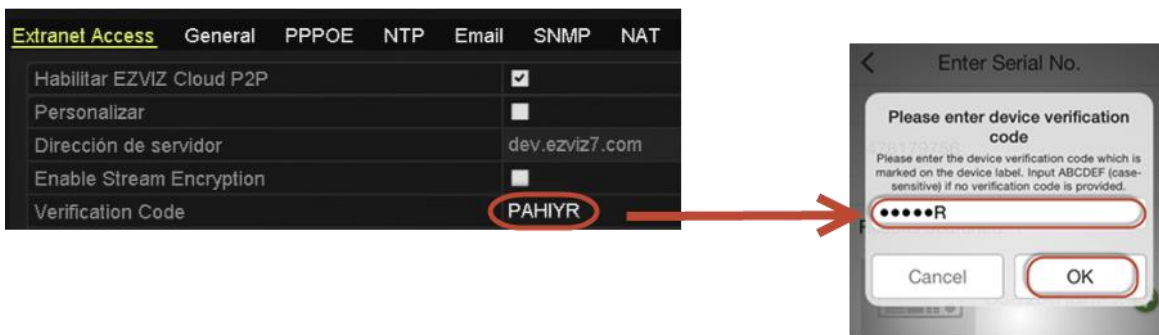 Extranet Access General PPPOE NTP Email SNMP NAT
Habilitar EZVIZ Cloud P2P
Personalizar
Dirección de servidor dev.ezviz7.com
Enable Stream Encryption
Verification Code PAHIYR
Enter Serial No.
Please enter device verification
code
Please enter the device verification code which is
marked on the device label. Input ABCDEF (case-
sensitive) if no verification code is provided.
●●●●●R
Cancel OK